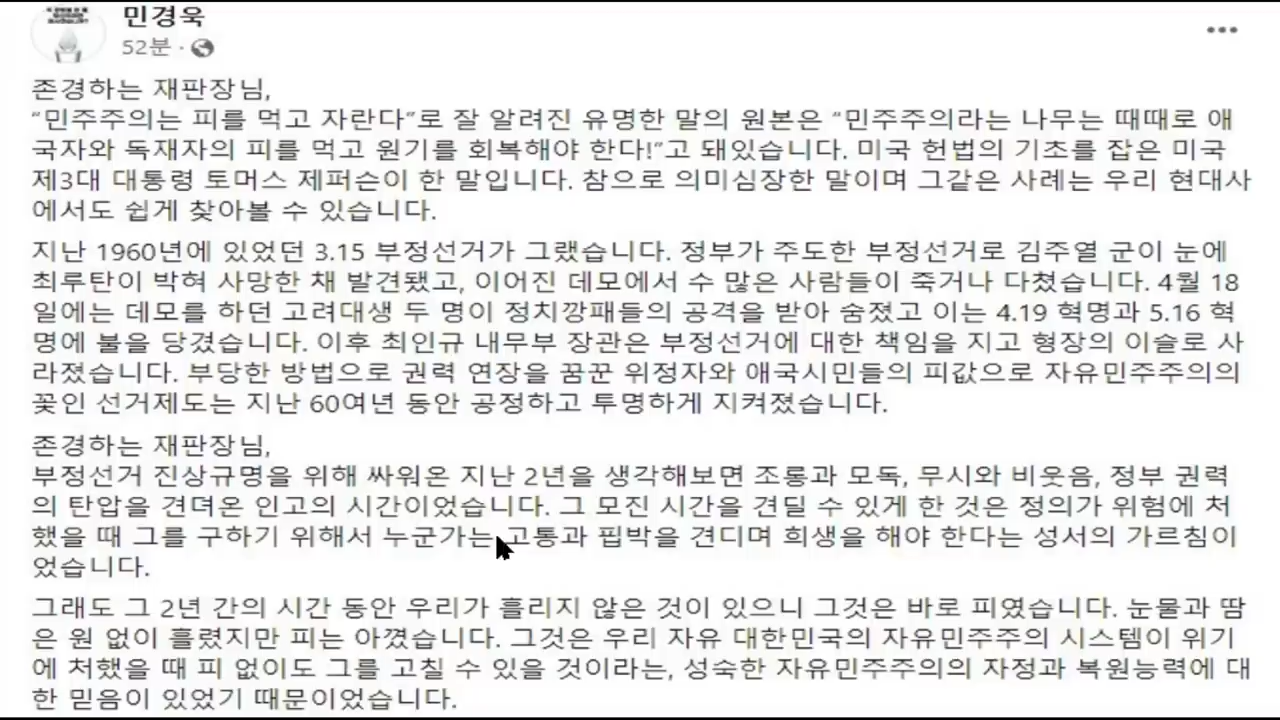 민경욱
52분 ·
존경하는 재판장님,
“민주주의는 피를 먹고 자란다”로 잘 알려진 유명한 말의 원본은 “민주주의라는 나무는 때때로 애
국자와 독재자의 피를 먹고 원기를 회복해야 한다!”고 돼있습니다. 미국 헌법의 기초를 잡은 미국
제3대 대통령 토머스 제퍼슨이 한 말입니다. 참으로 의미심장한 말이며 그같은 사례는 우리 현대사
에서도 쉽게 찾아볼 수 있습니다.
지난 1960년에 있었던 3.15 부정선거가 그랬습니다. 정부가 주도한 부정선거로 김주열 군이 눈에
최루탄이 박혀 사망한 채 발견됐고, 이어진 데모에서 수 많은 사람들이 죽거나 다쳤습니다. 4월 18
일에는 데모를 하던 고려대생 두 명이 정치깡패들의 공격을 받아 숨졌고 이는 4.19 혁명과 5.16 혁
명에 불을 당겼습니다. 이후 최인규 내무부 장관은 부정선거에 대한 책임을 지고 형장의 이슬로 사
라졌습니다. 부당한 방법으로 권력 연장을 꿈꾼 위정자와 애국시민들의 피값으로 자유민주주의의
꽃인 선거제도는 지난 60여년 동안 공정하고 투명하게 지켜졌습니다.
존경하는 재판장님,
부정선거 진상규명을 위해 싸워온 지난 2년을 생각해보면 조롱과 모독, 무시와 비웃음, 정부 권력
의 탄압을 견뎌온 인고의 시간이었습니다. 그 모진 시간을 견딜 수 있게 한 것은 정의가 위험에 처
했을 때 그를 구하기 위해서 누군가는 고통과 핍박을 견디며 희생을 해야 한다는 성서의 가르침이
었습니다.
그래도 그 2년 간의 시간 동안 우리가 흘리지 않은 것이 있으니 그것은 바로 피였습니다. 눈물과 땀
은 원 없이 흘렸지만 피는 아꼈습니다. 그것은 우리 자유 대한민국의 자유민주주의 시스템이 위기
에 처했을 때 피 없이도 그를 고칠 수 있을 것이라는, 성숙한 자유민주주의의 자정과 복원능력에 대
한 믿음이 있었기 때문이었습니다.